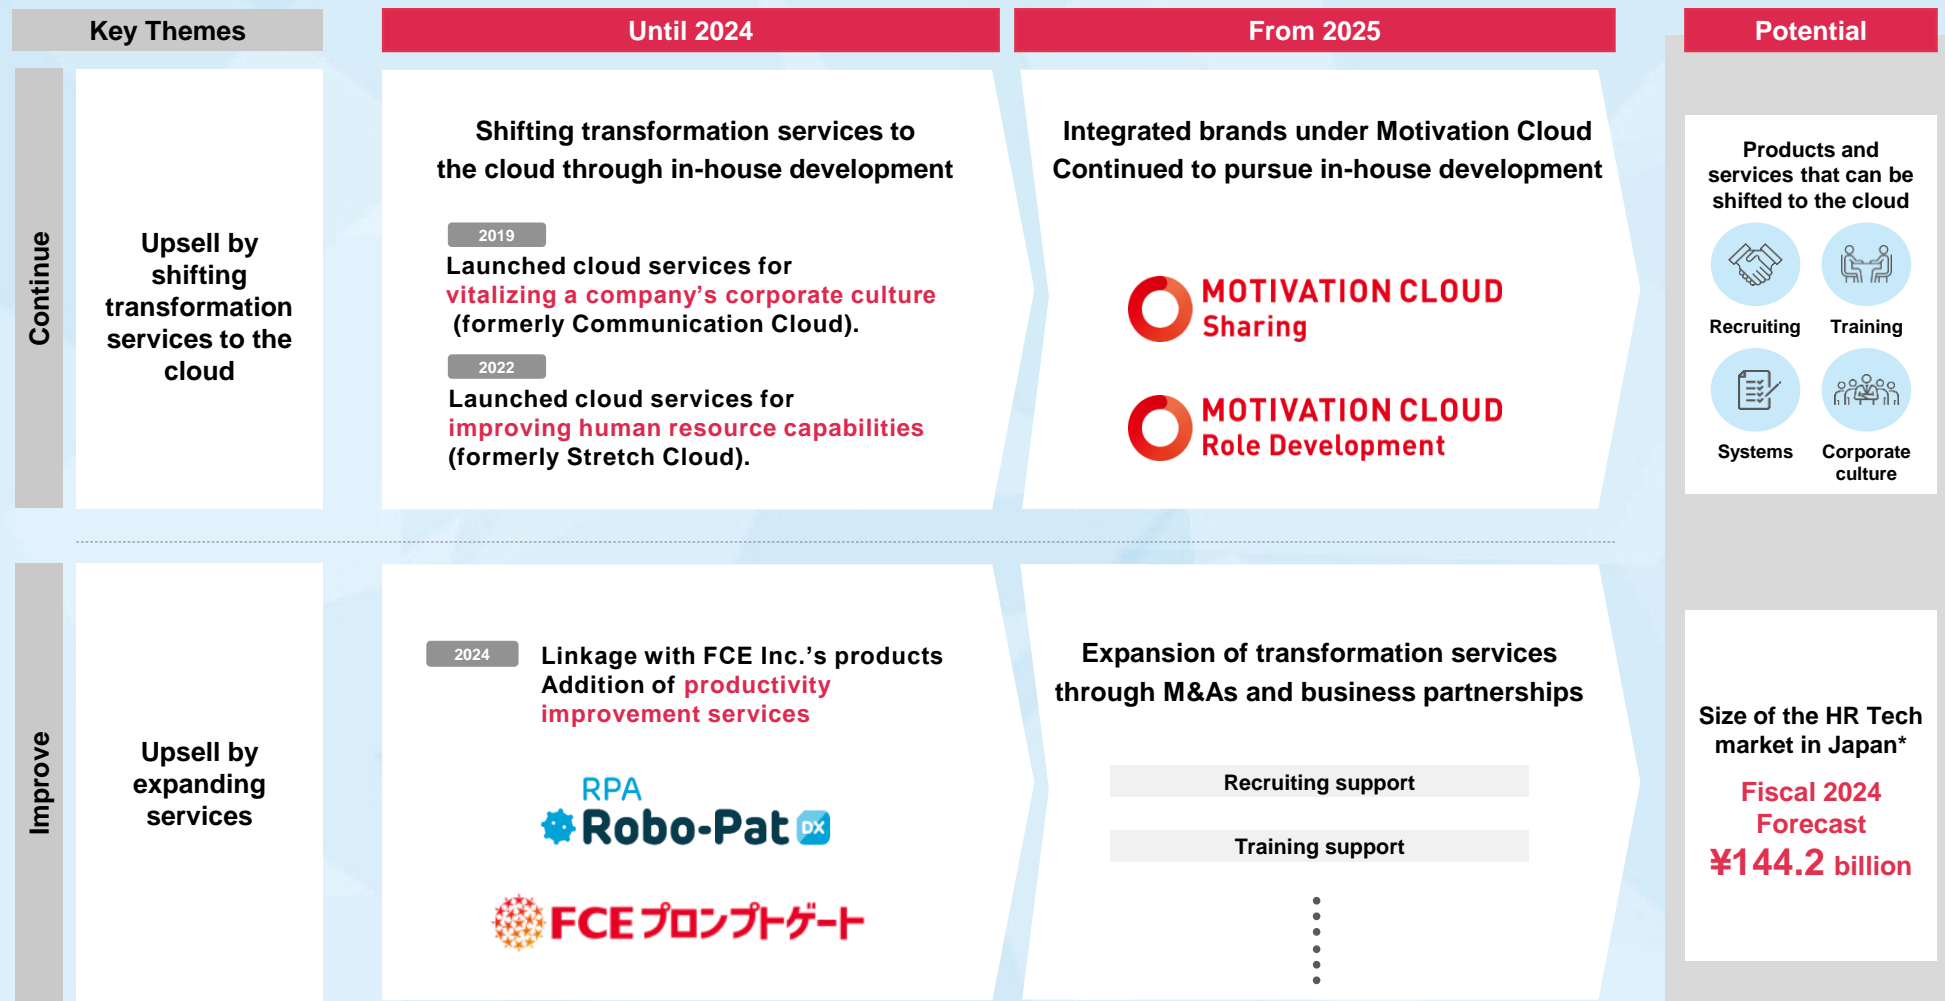 Key Themes
Until 2024
From 2025
Potential
Continue
Upsell by
shifting
transformation
services to the
cloud
Shifting transformation services to
the cloud through in-house development
2019
Launched cloud services for
vitalizing a company's corporate culture
(formerly Communication Cloud).
2022
Launched cloud services for
improving human resource capabilities
(formerly Stretch Cloud).
Integrated brands under Motivation Cloud
Continued to pursue in-house development
MOTIVATION CLOUD
Sharing
MOTIVATION CLOUD
Role Development
Products and
services that can be
shifted to the cloud
Recruiting
Training
Systems
Corporate
culture
Improve
Upsell by
expanding
services
2024
Linkage with FCE Inc.'s products
Addition of productivity
improvement services
RPA
Robo-Pat DX
FCE プロンプトゲート
Expansion of transformation services
through M&As and business partnerships
Recruiting support
Training support
Size of the HR Tech
market in Japan*
Fiscal 2024
Forecast
¥144.2 billion